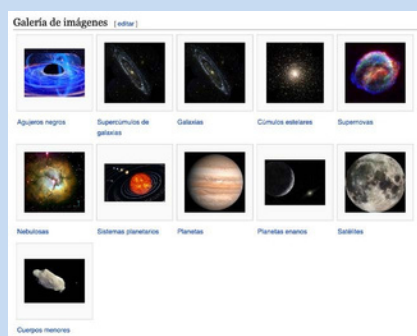 Galería de imágenes [editar]
Agujeros negros
Supercúmulos de
galaxias
Galaxias
Cúmulos estelares
Supernovas
Nebulosas
Sistemas planetarios
Planetas
Planetas enanos
Satélites
Cuerpos menores